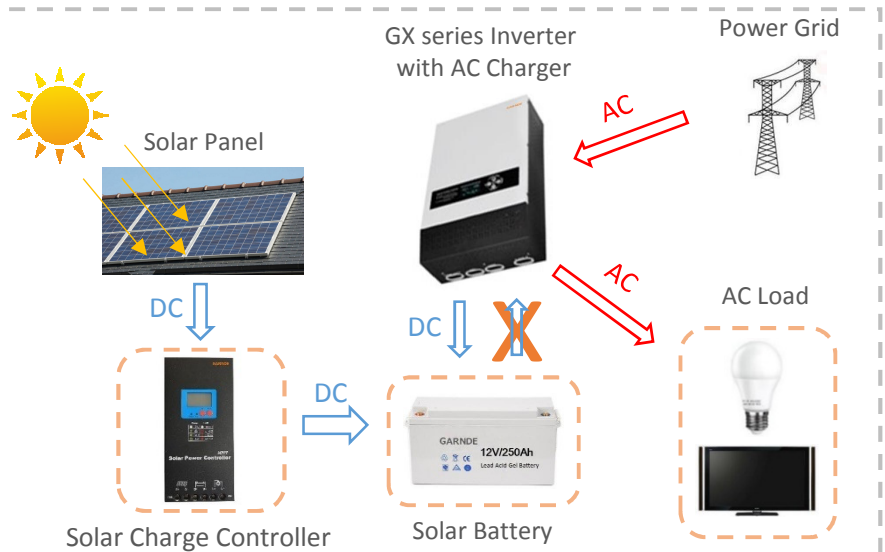 GX series Inverter
with AC Charger
Power Grid
AC
Solar Panel
AC
AC Load
DC
DC
DC
GARNDE
12V/250Ah
Lead Acid Gel Battery
Solar Power Controller
Solar Charge Controller
Solar Battery